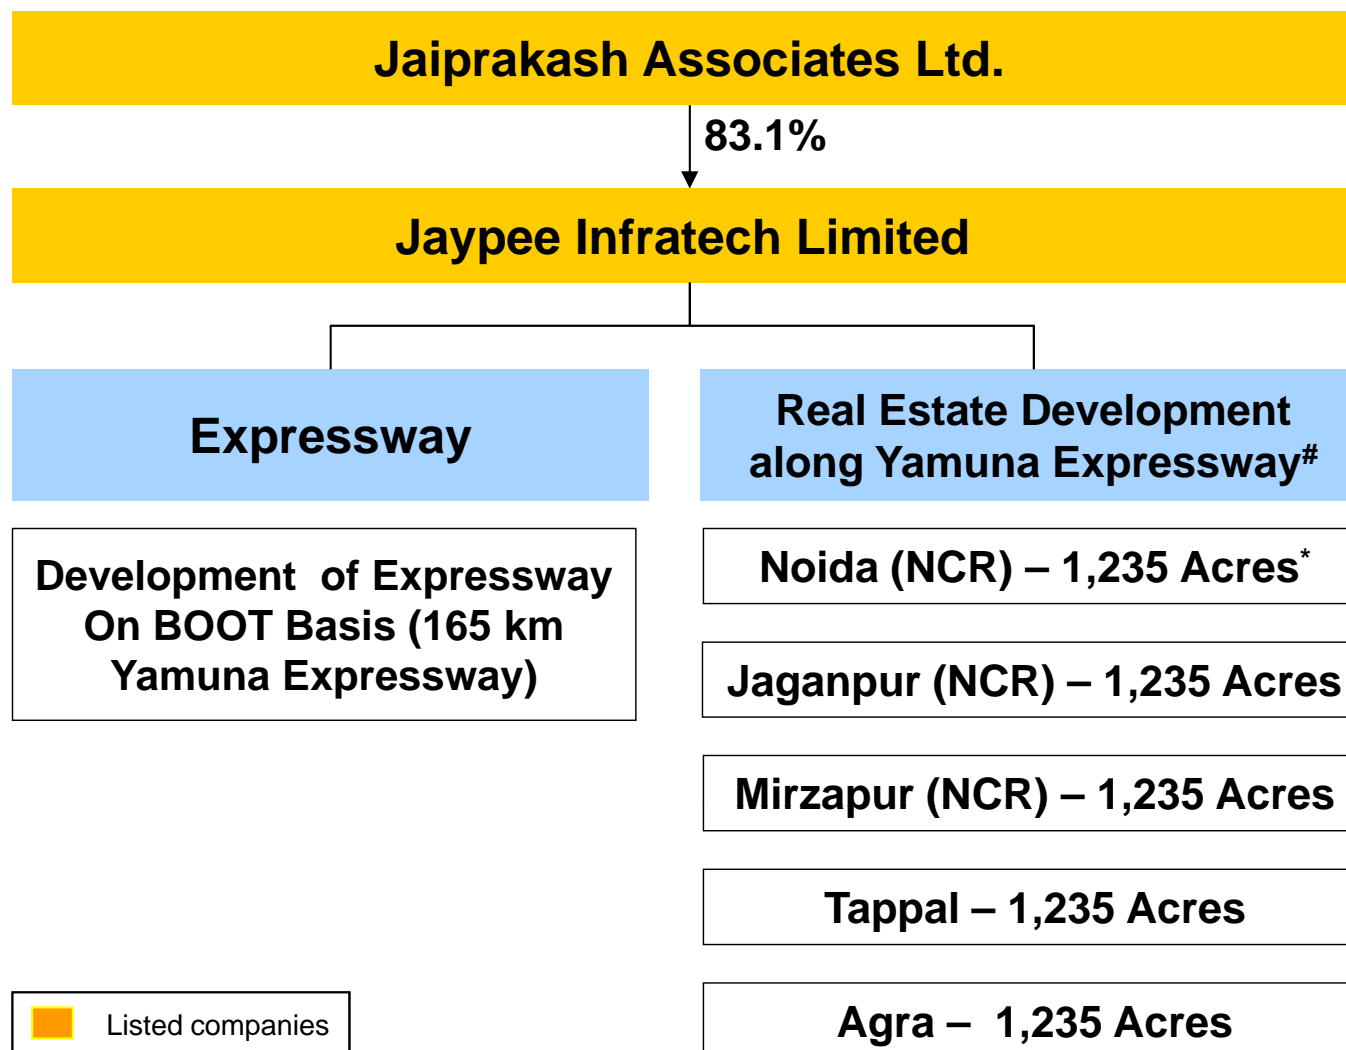 Jaiprakash Associates Ltd.
83.1%
Jaypee Infratech Limited
Expressway
Real Estate Development
along Yamuna Expressway#
Development of Expressway
On BOOT Basis (165 km
Yamuna Expressway)
Noida (NCR) – 1,235 Acres*
Jaganpur (NCR) – 1,235 Acres
Mirzapur (NCR) – 1,235 Acres
Tappal – 1,235 Acres
Agra – 1,235 Acres
Listed companies